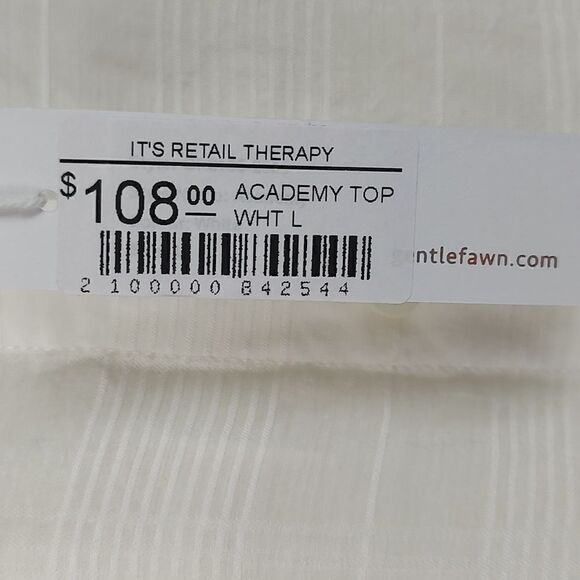 IT'S RETAIL THERAPY
$108.00 ACADEMY TOP
WHT L
2 100000 842544
gentlefawn.com